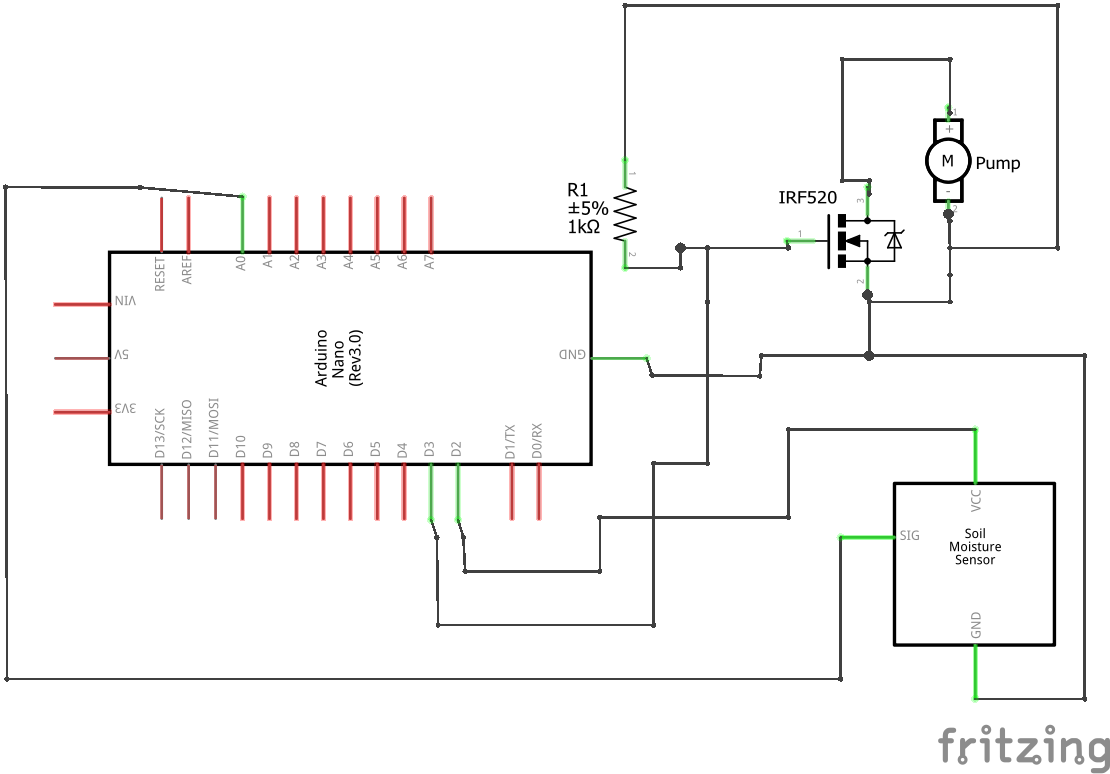 1
+
M
Pump
-
2
R1
±5%
1kΩ
1
2
IRF520
3
1
2
RESET
AREF
A0
A1
A2
A3
A4
A5
A6
A7
VIN
5V
3V3
Arduino
Nano
(Rev3.0)
GND
D13/SCK
D12/MISO
D11/MOSI
D10
D9
D8
D7
D6
D5
D4
D3
D2
D1/TX
D0/RX
VCC
SIG
Soil
Moisture
Sensor
GND
fritzing